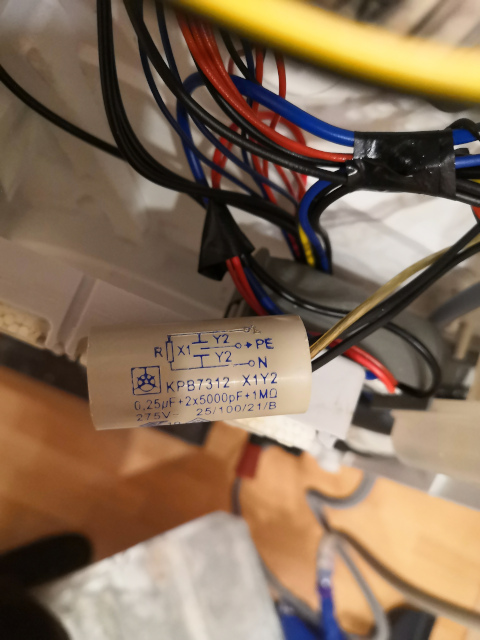 Y2
R X1 PE
Y2
N
KPB7312 X1Y2
0,25µF+2x5000pF+1MΩ
275V~ 25/100/21/B